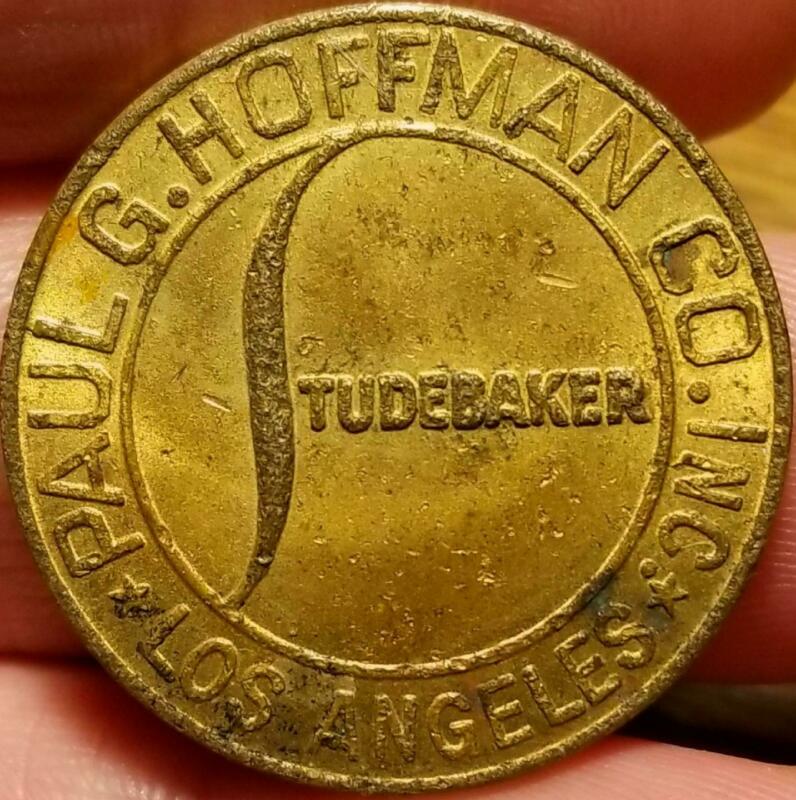 PAUL G. HOFFMAN CO. INC.
STUDEBAKER
★ LOS ANGELES ★